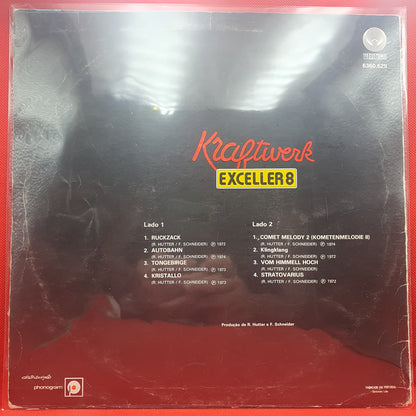 VERTIGO
6360.629
Kraftwerk
EXCELLER 8
Lado 1
1. RUCKZACK
(R. HUTTER / F. SCHNEIDER) ℗ 1972
2. AUTOBAHN
(R. HUTTER / F. SCHNEIDER) ℗ 1974
3. TONGEBIRGE
(R. HUTTER / F. SCHNEIDER) ℗ 1973
4. KRISTALLO
(R. HUTTER / F. SCHNEIDER) ℗ 1973
Lado 2
1. COMET MELODY 2 (KOMETENMELODIE II)
(R. HUTTER / F. SCHNEIDER) ℗ 1974
2. Klingklang
(R. HUTTER / F. SCHNEIDER) ℗ 1972
3. VOM HIMMELL HOCH
(R. HUTTER / F. SCHNEIDER)
4. STRATOVARIUS
(R. HUTTER / F. SCHNEIDER) ℗ 1972
Produção de R. Hutter e F. Schneider
phonogram